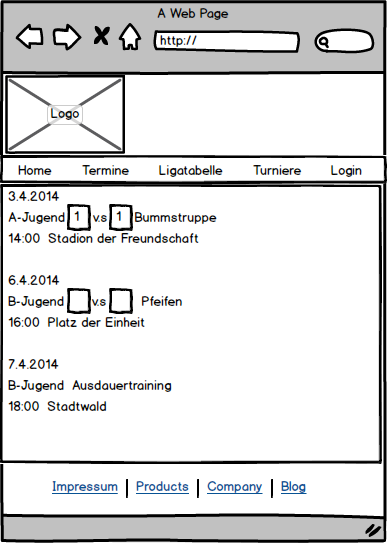 A Web Page
http://
Logo
Home Termine Ligatabelle Turniere Login
3.4.2014
A-Jugend 1 v.s 1 Bummstruppe
14:00 Stadion der Freundschaft
6.4.2014
B-Jugend v.s Pfeifen
16:00 Platz der Einheit
7.4.2014
B-Jugend Ausdauertraining
18:00 Stadtwald
Impressum | Products | Company | Blog